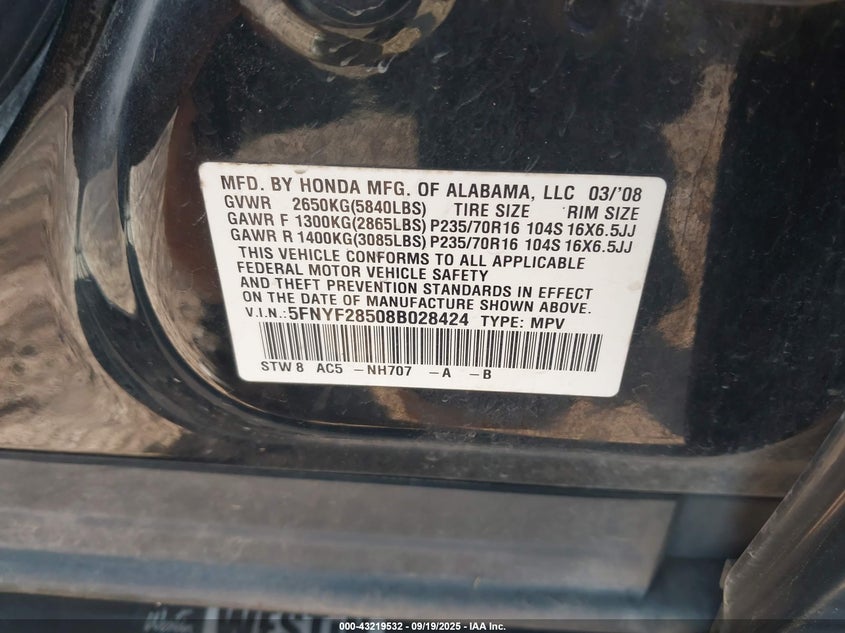 MFD. BY HONDA MFG. OF ALABAMA, LLC 03/'08
GVWR 2650KG(5840LBS) TIRE SIZE RIM SIZE
GAWR F 1300KG(2865LBS) P235/70R16 104S 16X6.5JJ
GAWR R 1400KG(3085LBS) P235/70R16 104S 16X6.5JJ
THIS VEHICLE CONFORMS TO ALL APPLICABLE
FEDERAL MOTOR VEHICLE SAFETY
AND THEFT PREVENTION STANDARDS IN EFFECT
ON THE DATE OF MANUFACTURE SHOWN ABOVE.
V.I.N.:5FNYF28508B028424 TYPE: MPV
STW8 AC5 -NH707 -A -B
000-43219532 - 09/19/2025 - IAA Inc.